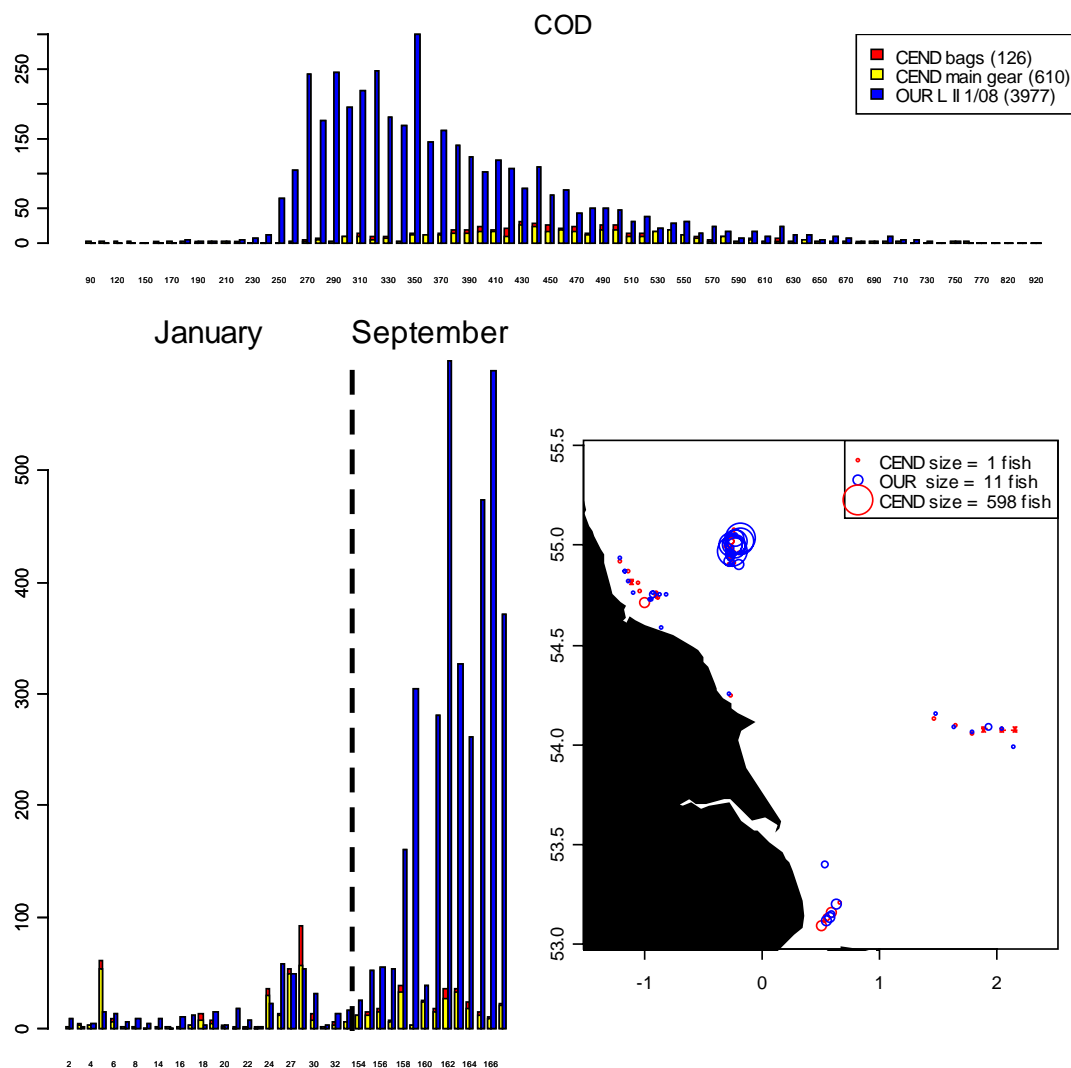 COD
250
150
50
0
CEND bags (126)
CEND main gear (610)
OUR L II 1/08 (3977)
90 120 150 170 190 210 230 250 270 290 310 330 350 370 390 410 430 450 470 490 510 530 550 570 590 610 630 650 670 690 710 750 770 820 920
January September
500
400
300
200
100
0
2 4 6 8 14 16 18 20 22 24 27 30 32 154 156 158 160 162 164 166
CEND size = 1 fish
OUR size = 11 fish
CEND size = 598 fish
55.5
55.0
54.5
54.0
53.5
53.0
-1 0 1 2